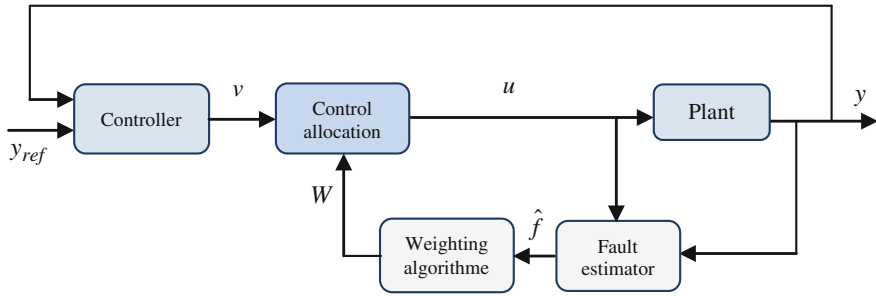 v
u
y
Controller
Control
allocation
Plant
y_ref
W
f̂
Weighting
algorithme
Fault
estimator